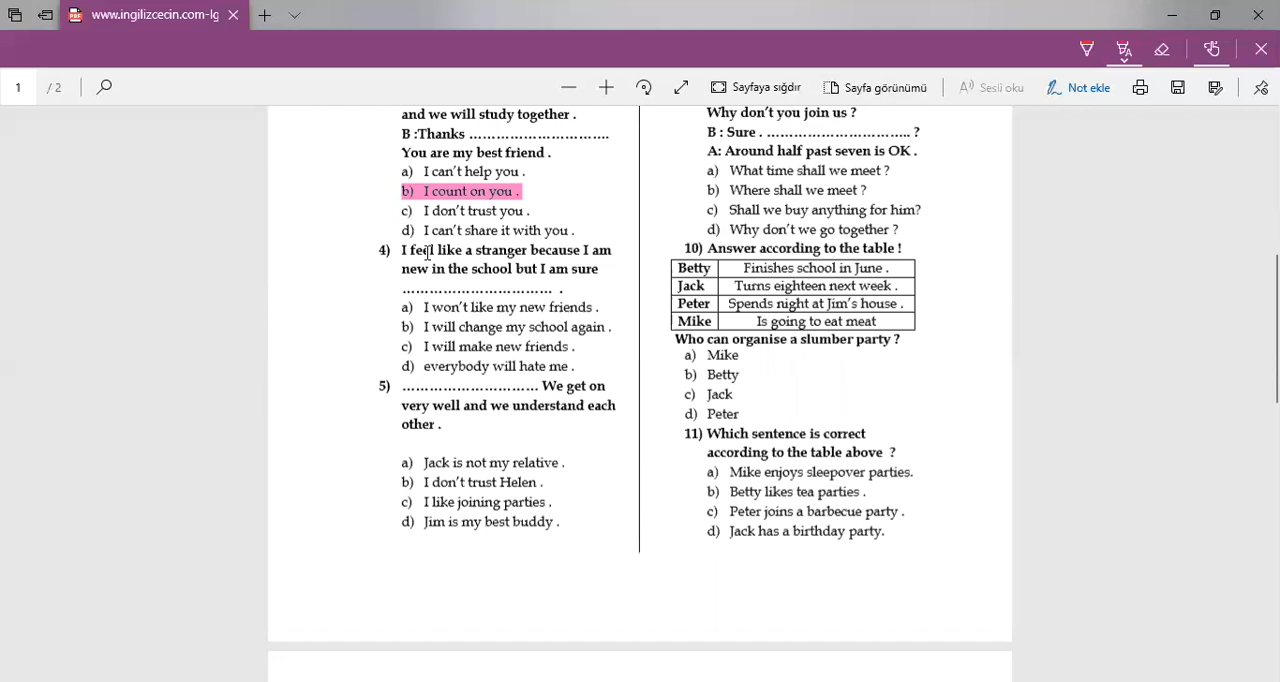 www.ingilizcecin.com-lg
1 / 2
Sayfaya sığdır
Sayfa görünümü
Sesli oku
Not ekle
and we will study together .
B :Thanks ………………………….
You are my best friend .
a) I can't help you .
b) I count on you .
c) I don't trust you .
d) I can't share it with you .
4) I feel like a stranger because I am
new in the school but I am sure
…………………………… .
a) I won't like my new friends .
b) I will change my school again .
c) I will make new friends .
d) everybody will hate me .
5) ………………………… We get on
very well and we understand each
other .
a) Jack is not my relative .
b) I don't trust Helen .
c) I like joining parties .
d) Jim is my best buddy .
Why don't you join us ?
B : Sure . ………………………….. ?
A: Around half past seven is OK .
a) What time shall we meet ?
b) Where shall we meet ?
c) Shall we buy anything for him?
d) Why don't we go together ?
10) Answer according to the table !
Betty Finishes school in June .
Jack Turns eighteen next week .
Peter Spends night at Jim's house .
Mike Is going to eat meat
Who can organise a slumber party ?
a) Mike
b) Betty
c) Jack
d) Peter
11) Which sentence is correct
according to the table above ?
a) Mike enjoys sleepover parties.
b) Betty likes tea parties .
c) Peter joins a barbecue party .
d) Jack has a birthday party.